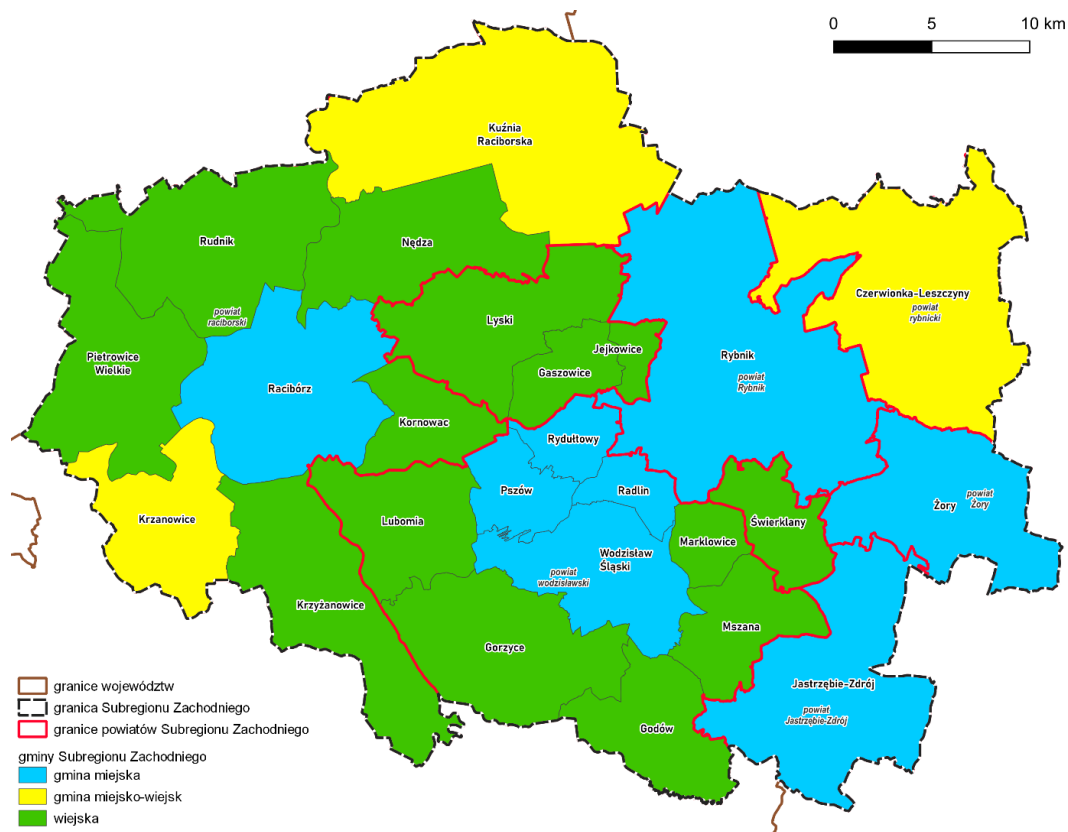 0 5 10 km
Kuźnia
Raciborska
Rudnik
Nędza
Czerwionka-Leszczyny
powiat
rybnicki
powiat
raciborski
Lyski
Pietrowice
Wielkie
Jejkowice
Rybnik
powiat
Rybnik
Gaszowice
Racibórz
Kornowac
Rydułtowy
Pszów
Radlin
Żory
powiat
Żory
Krzanowice
Lubomia
Świerklany
Marklowice
Wodzisław
Śląski
powiat
wodzisławski
Krzyżanowice
Mszana
Gorzyce
Jastrzębie-Zdrój
powiat
Jastrzębie-Zdrój
Godów
granice województw
granica Subregionu Zachodniego
granice powiatów Subregionu Zachodniego
gminy Subregionu Zachodniego
gmina miejska
gmina miejsko-wiejsk
wiejska